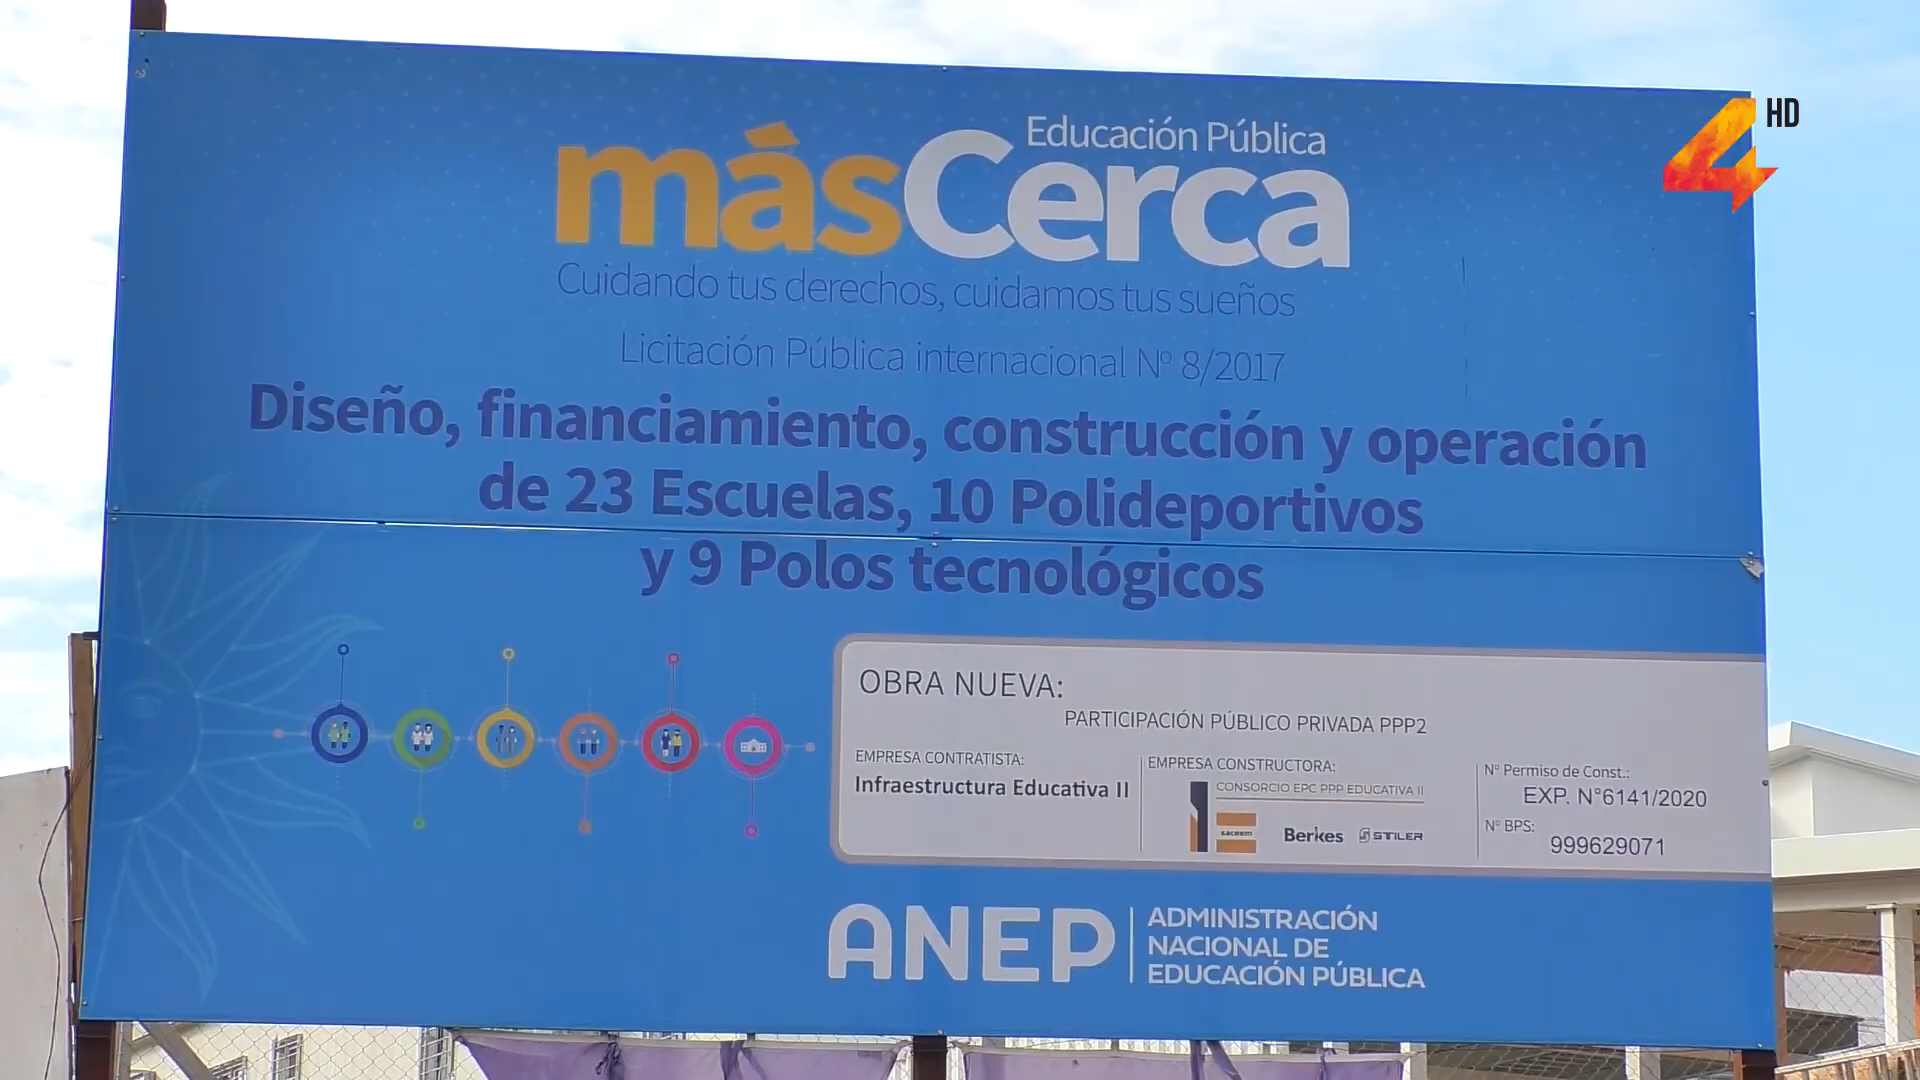 4 HD
Educación Pública
másCerca
Cuidando tus derechos, cuidamos tus sueños
Licitación Pública internacional Nº 8/2017
Diseño, financiamiento, construcción y operación
de 23 Escuelas, 10 Polideportivos
y 9 Polos tecnológicos
OBRA NUEVA:
PARTICIPACIÓN PÚBLICO PRIVADA PPP2
EMPRESA CONTRATISTA:
Infraestructura Educativa II
EMPRESA CONSTRUCTORA:
CONSORCIO EPC PPP EDUCATIVA II
saceem Berkes STILER
Nº Permiso de Const.:
EXP. N°6141/2020
Nº BPS:
999629071
ANEP
ADMINISTRACIÓN
NACIONAL DE
EDUCACIÓN PÚBLICA